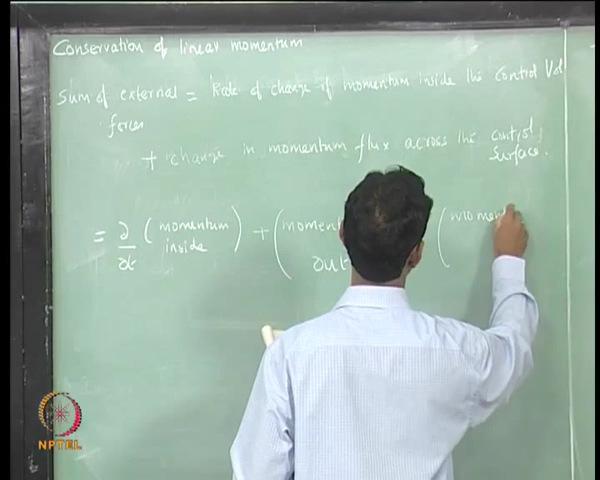 Conservation of linear momentum
Sum of external = Rate of change of momentum inside the Control Vol
forces
+ change in momentum flux across the control
surface.
= ∂/∂t (momentum inside) + (moment
out
(momen
NPTEL